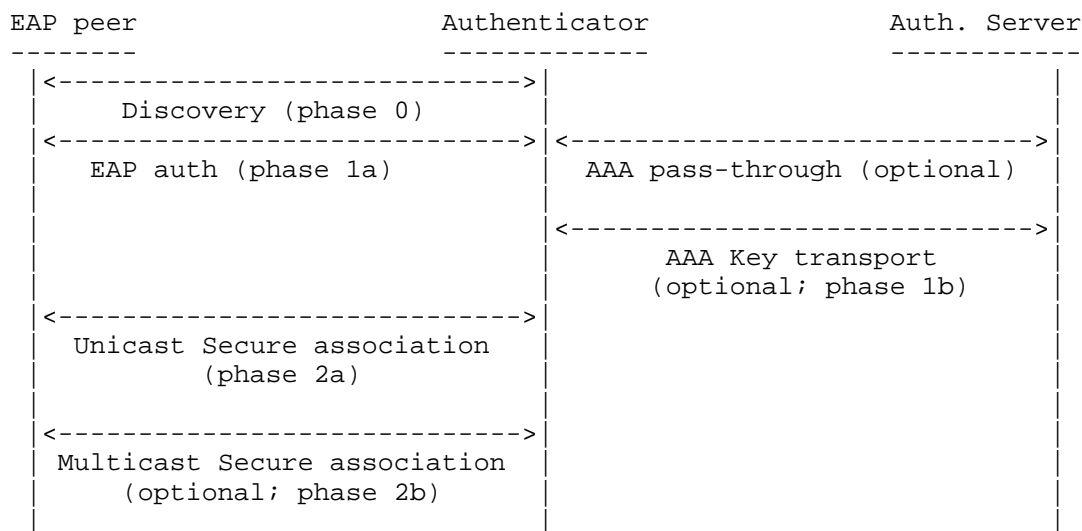 EAP peer Authenticator Auth. Server
-------- ------------- ------------
|<----------------------------->| |
| Discovery (phase 0) | |
|<----------------------------->|<----------------------------->|
| EAP auth (phase 1a) | AAA pass-through (optional) |
| | |
| |<----------------------------->|
| | AAA Key transport |
| | (optional; phase 1b) |
|<----------------------------->| |
| Unicast Secure association | |
| (phase 2a) | |
| | |
|<----------------------------->| |
| Multicast Secure association | |
| (optional; phase 2b) | |
| | |